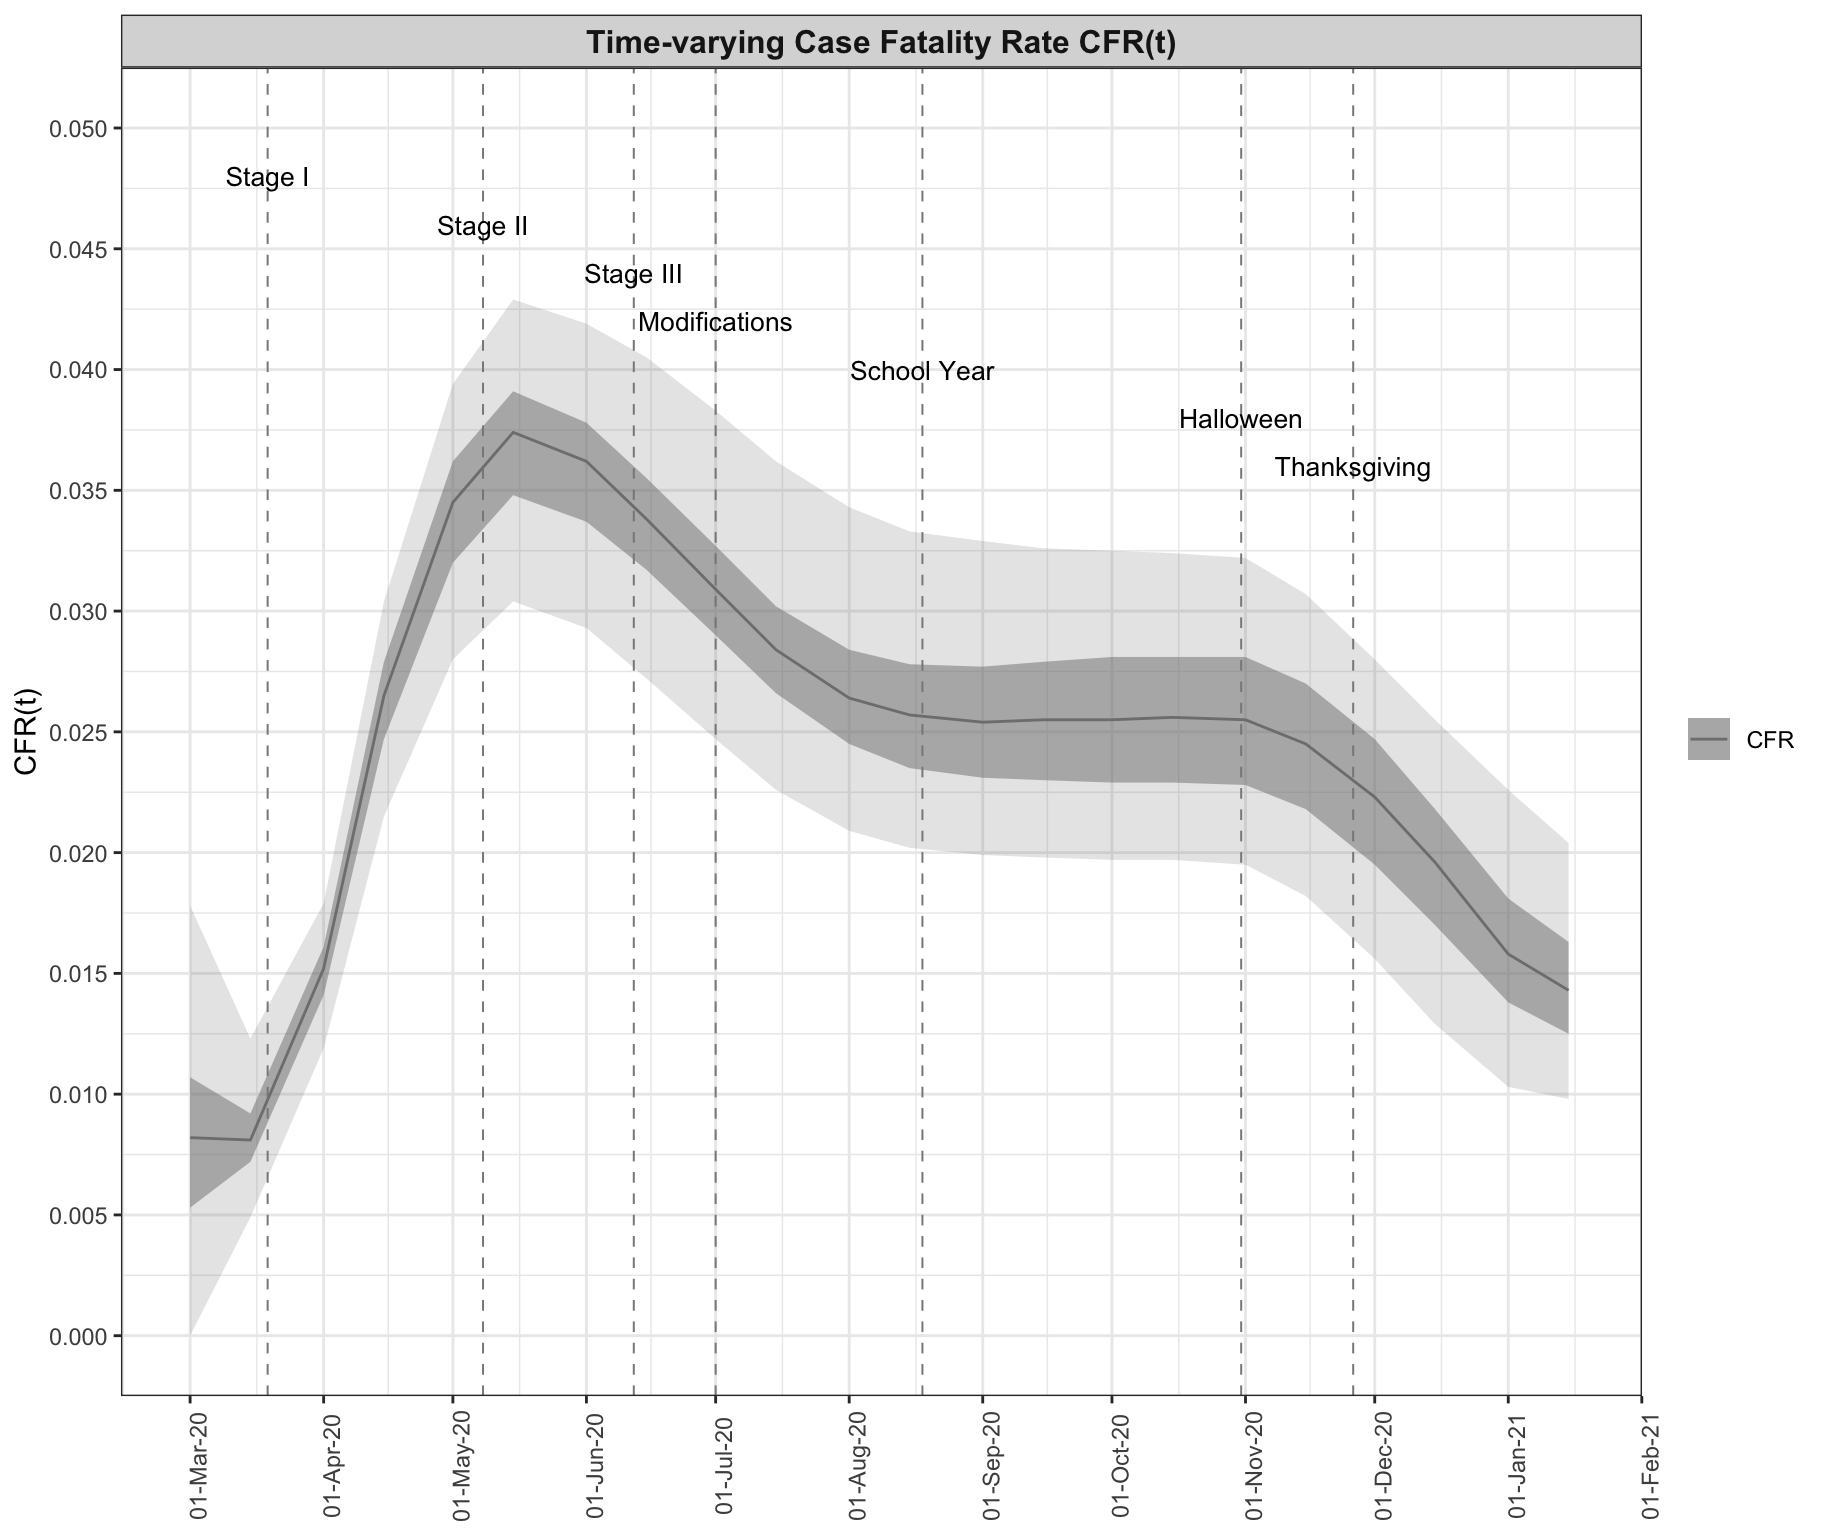 Time-varying Case Fatality Rate CFR(t)
0.050
Stage I
Stage II
0.045
Stage III
Modifications
0.040
School Year
Halloween
Thanksgiving
0.035
0.030
0.025
CFR(t)
CFR
0.020
0.015
0.010
0.005
0.000
01-Mar-20
01-Apr-20
01-May-20
01-Jun-20
01-Jul-20
01-Aug-20
01-Sep-20
01-Oct-20
01-Nov-20
01-Dec-20
01-Jan-21
01-Feb-21